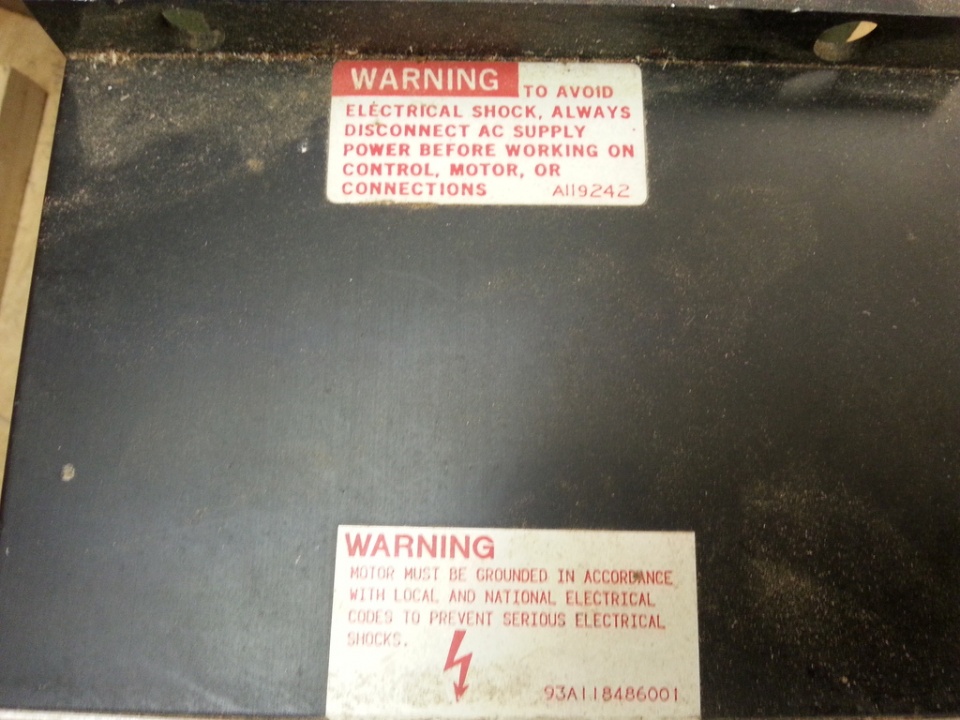 WARNING TO AVOID
ELECTRICAL SHOCK, ALWAYS
DISCONNECT AC SUPPLY
POWER BEFORE WORKING ON
CONTROL, MOTOR, OR
CONNECTIONS A119242
WARNING
MOTOR MUST BE GROUNDED IN ACCORDANCE
WITH LOCAL AND NATIONAL ELECTRICAL
CODES TO PREVENT SERIOUS ELECTRICAL
SHOCKS.
93A118486001